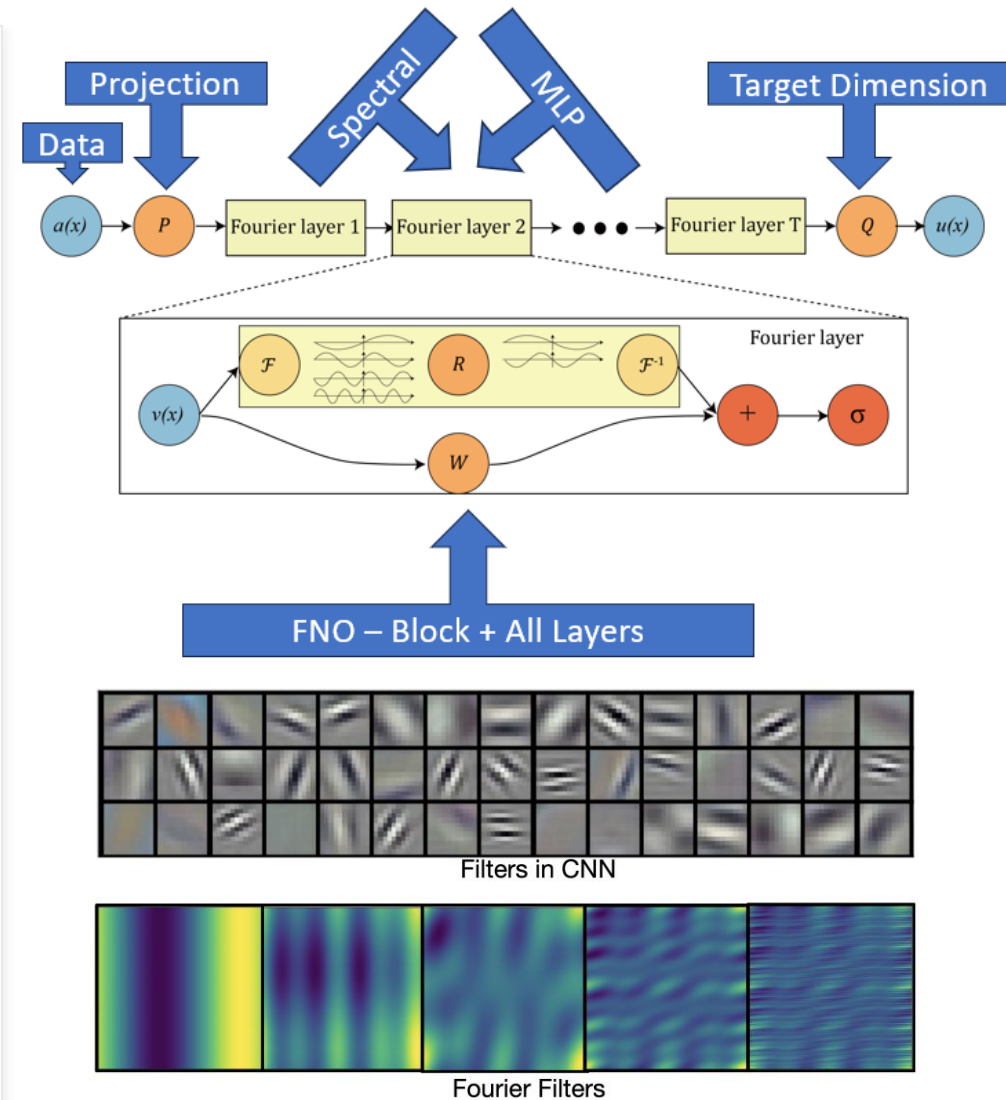 Spectral
MLP
Projection
Target Dimension
Data
a(x)
P
Fourier layer 1
Fourier layer 2
Fourier layer T
Q
u(x)
Fourier layer
ℱ
R
ℱ⁻¹
v(x)
+
σ
W
FNO – Block + All Layers
Filters in CNN
Fourier Filters